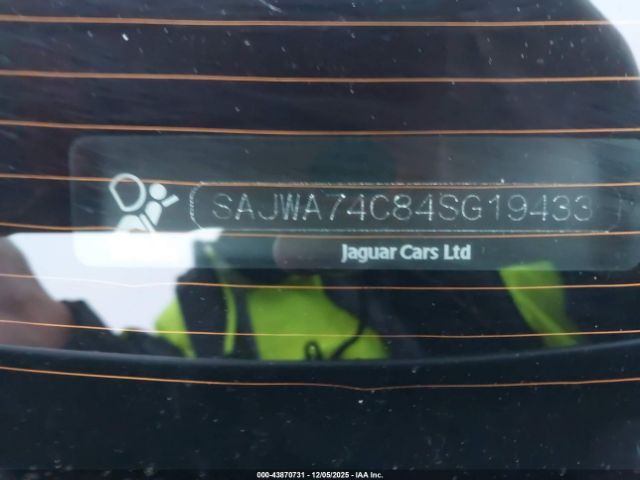 SAJWA74C84SG19433
Jaguar Cars Ltd
000-43870731 - 12/05/2025 - IAA Inc.